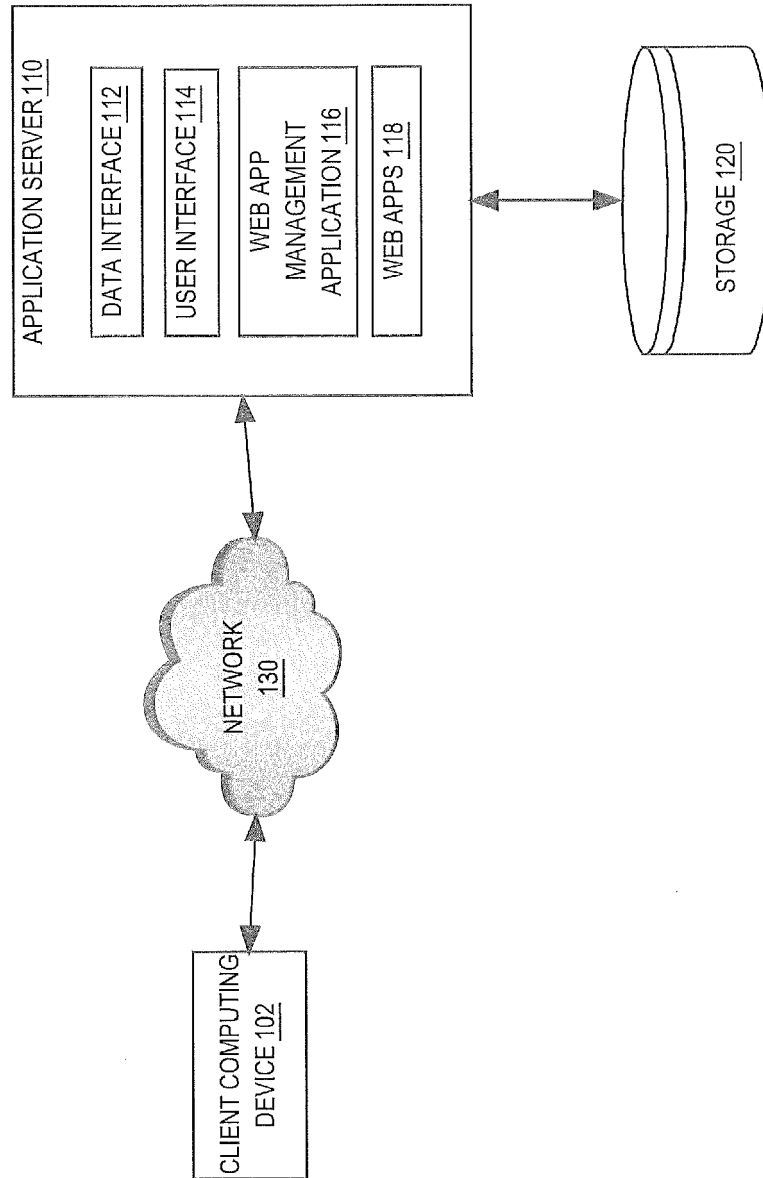 APPLICATION SERVER 110
DATA INTERFACE 112
USER INTERFACE 114
WEB APP
MANAGEMENT
APPLICATION 116
WEB APPS 118
STORAGE 120
NETWORK
130
CLIENT COMPUTING
DEVICE 102